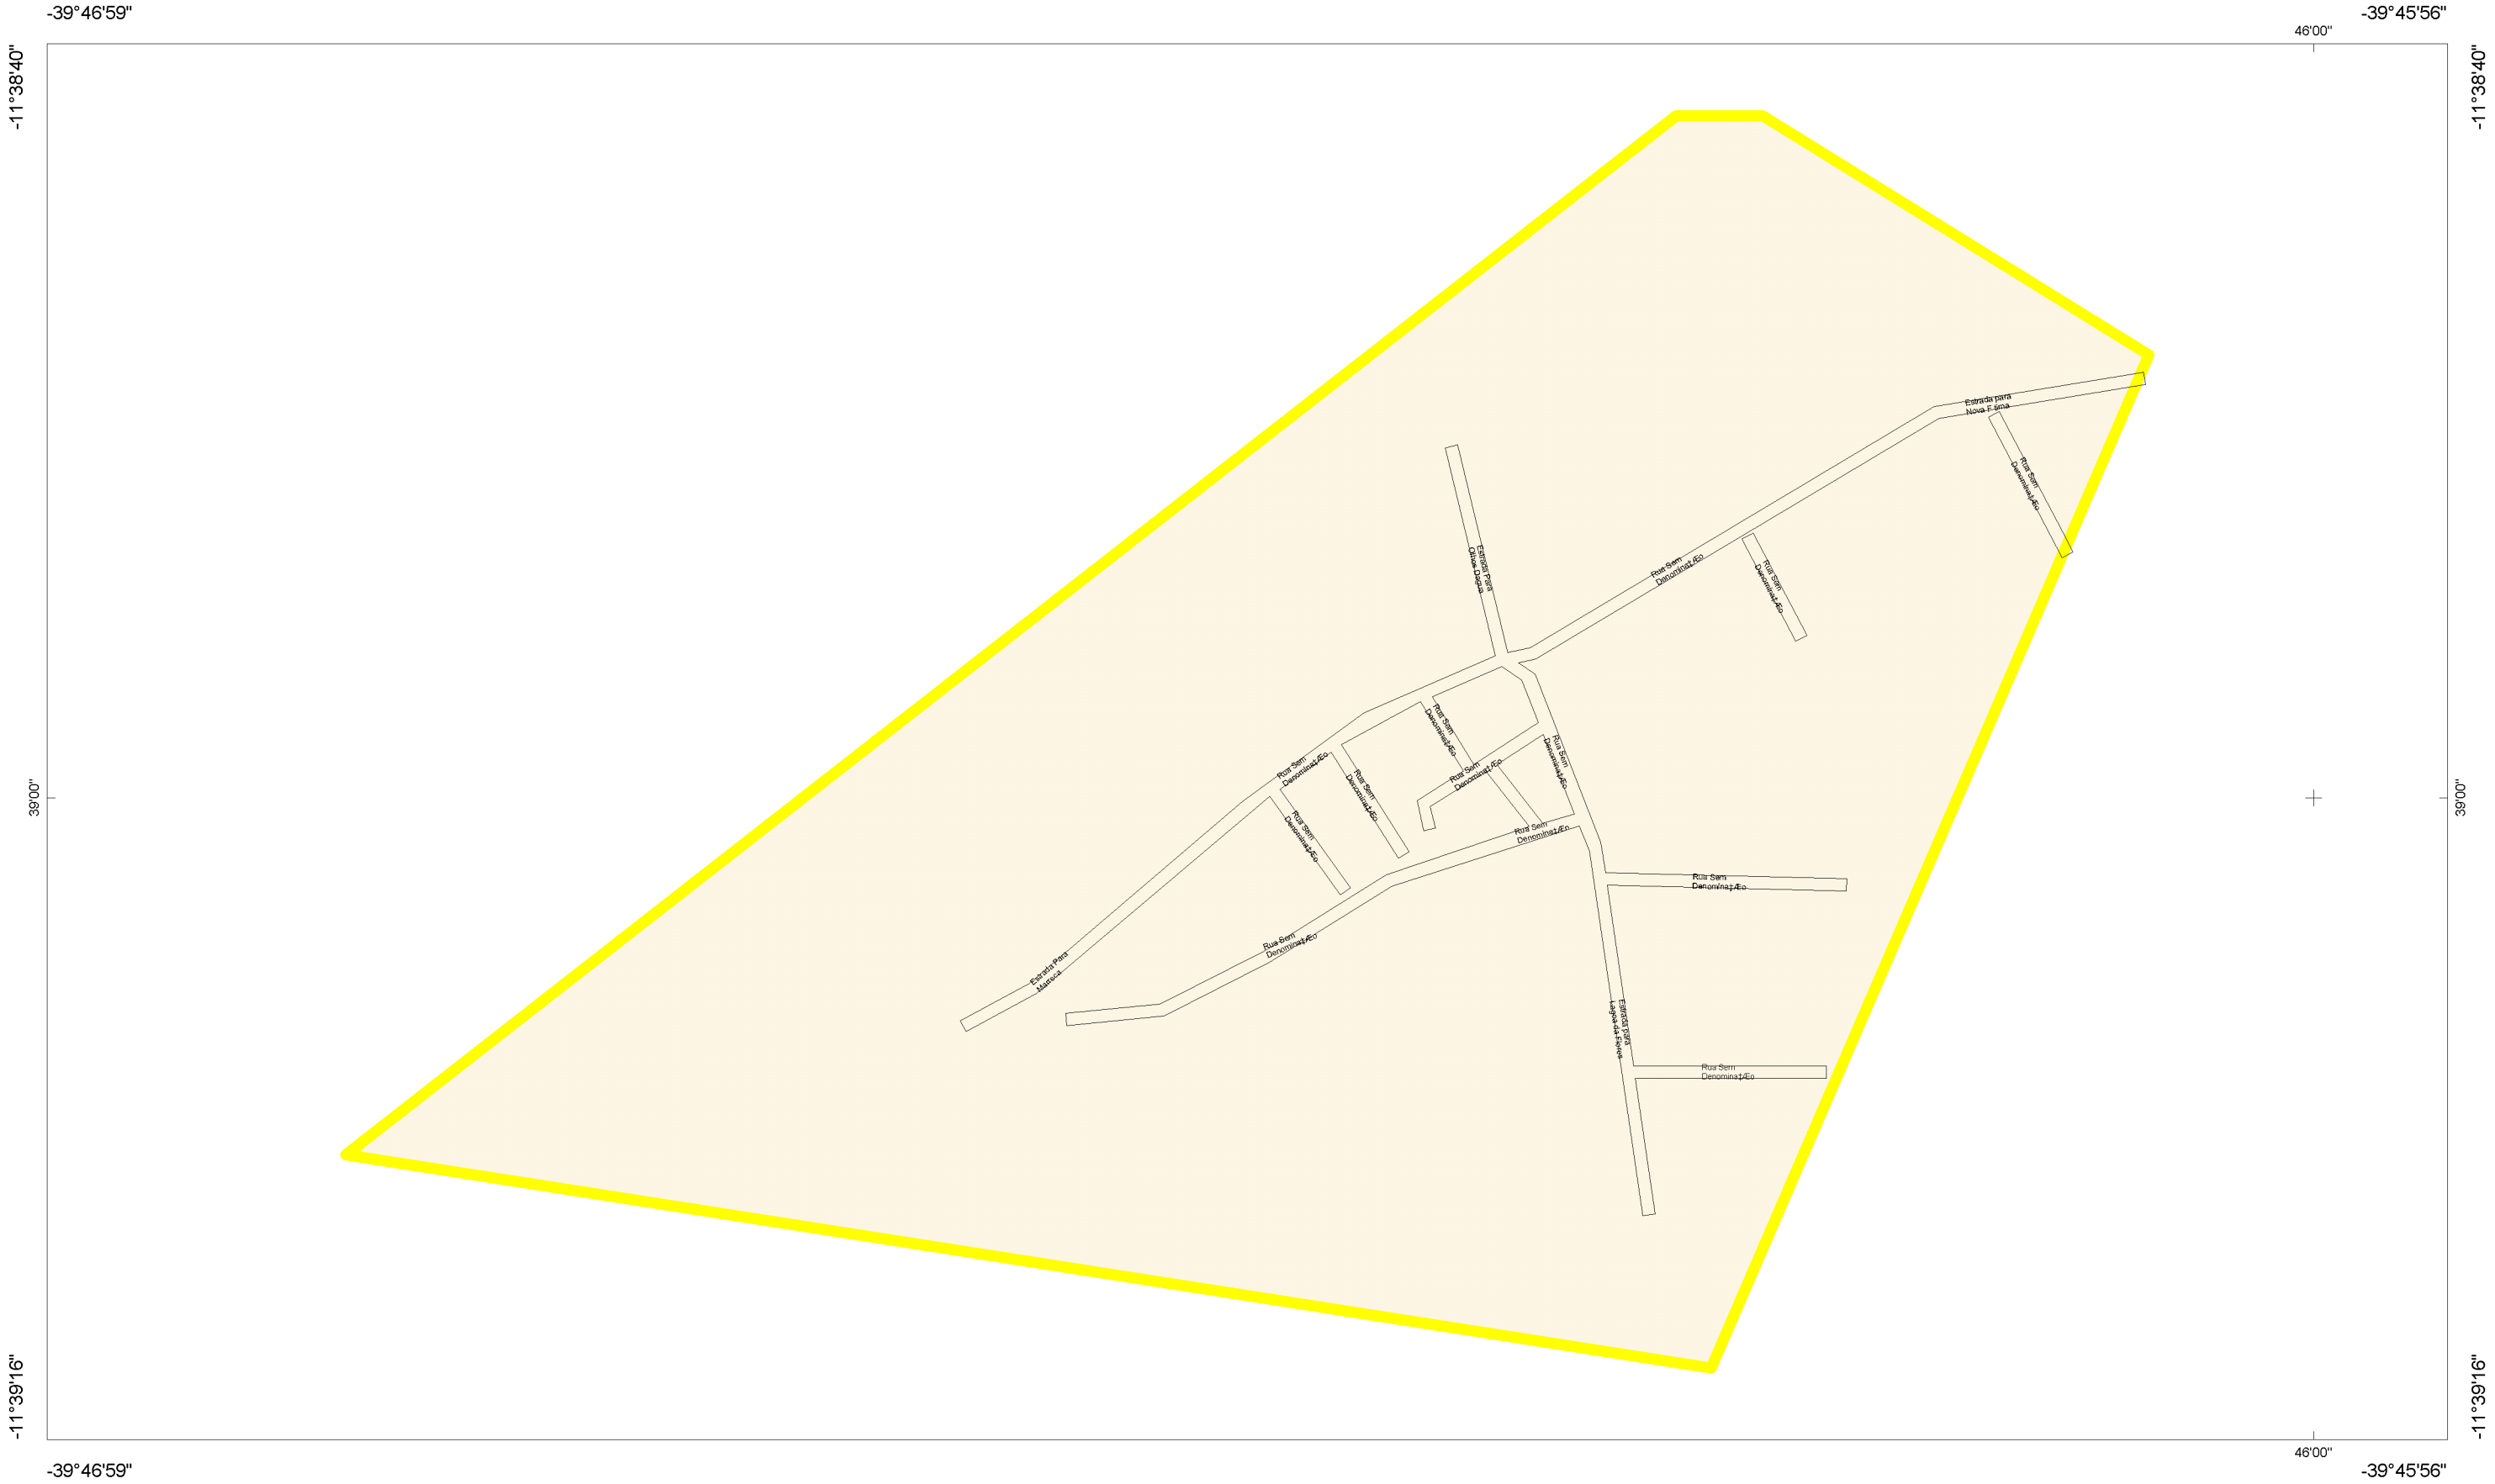 -39°46'59"
-39°45'56"
46'00"
-11°38'40"
-11°38'40"
Estrada para
Nova F tima
Rua Sem
Denomina‡Æo
Estrada Para
Olhos Dagua
Rua Sem
Denomina‡Æo
Rua Sem
Denomina‡Æo
Rua Sem
Denomina‡Æo
Rua Sem
Denomina‡Æo
Rua Sem
Denomina‡Æo
Rua Sem
Denomina‡Æo
Rua Sem
Denomina‡Æo
39'00"
39'00"
Rua Sem
Denomina‡Æo
Rua Sem
Denomina‡Æo
Rua Sem
Denomina‡Æo
Rua Sem
Denomina‡Æo
Estrada Para
Estrada para
Lagoa da Flores
Rua Sem
Denomina‡Æo
-11°39'16"
-11°39'16"
46'00"
-39°46'59"
-39°45'56"